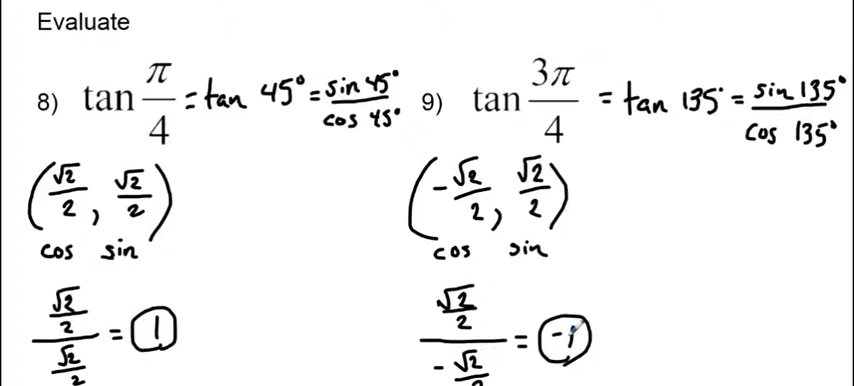 Evaluate
8) tan π/4 = tan 45° = sin 45°/cos 45°
(√2/2, √2/2)
cos sin
(√2/2)/(√2/2) = 1
9) tan 3π/4 = tan 135° = sin 135°/cos 135°
(-√2/2, √2/2)
cos sin
(√2/2)/(-√2/2) = -1